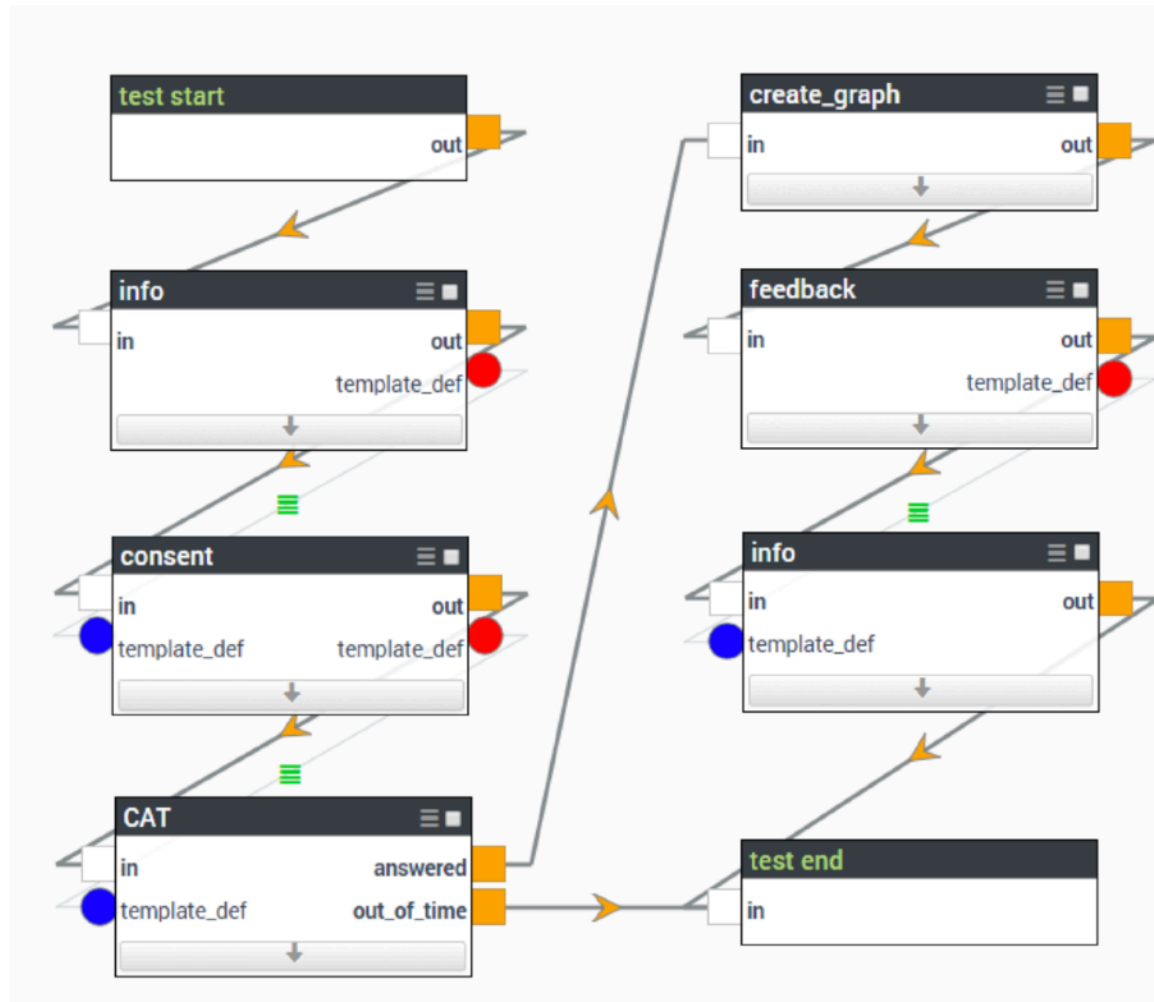 test start
out
info
in
out
template_def
consent
in
out
template_def
template_def
CAT
in
answered
template_def
out_of_time
create_graph
in
out
feedback
in
out
template_def
info
in
out
template_def
test end
in